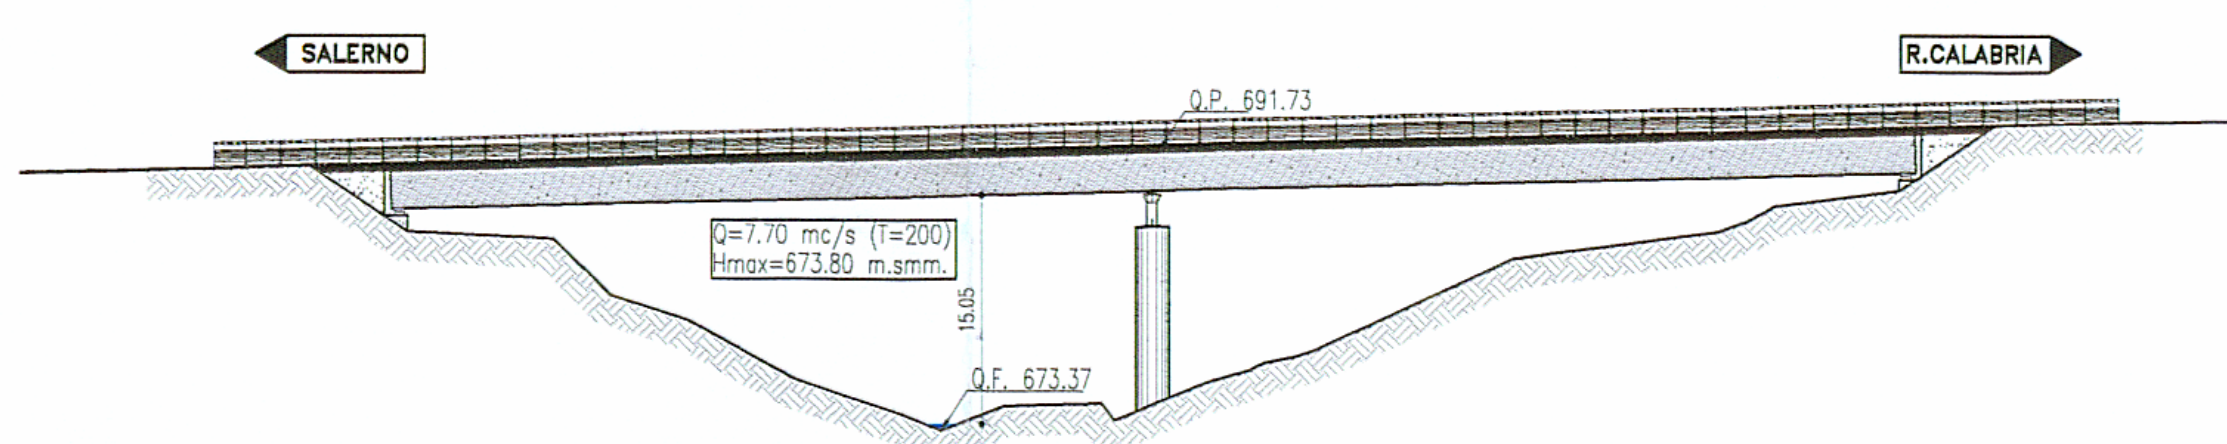 SALERNO
R.CALABRIA
Q.P. 691.73
Q=7.70 mc/s (T=200)
Hmax=673.80 m.smm.
15.05
Q.F. 673.37